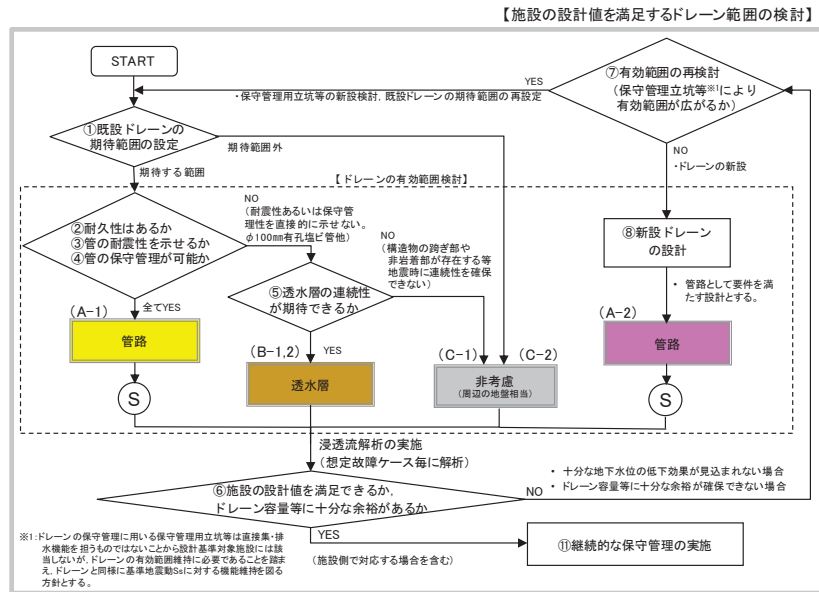 【施設の設計値を満足するドレーン範囲の検討】
START
YES
・保守管理用立坑等の新設検討，既設ドレーンの期待範囲の再設定
⑦有効範囲の再検討
（保守管理立坑等※1により
有効範囲が広がるか）
①既設ドレーンの
期待範囲の設定
期待範囲外
期待する範囲
NO
・ドレーンの新設
【ドレーンの有効範囲検討】
②耐久性はあるか
③管の耐震性を示せるか
④管の保守管理が可能か
NO
（耐震性あるいは保守管
理性を直接的に示せない。
φ100㎜有孔塩ビ管他）
NO
（構造物の跨ぎ部や
非岩着部が存在する等
地震時に連続性を確保
できない）
⑧新設ドレーン
の設計
⑤透水層の連続性
が期待できるか
・ 管路として要件を満
たす設計とする。
（A-1）
全てYES
管路
（B-1,2）
YES
透水層
（C-1）
（C-2）
非考慮
（周辺の地盤相当）
（A-2）
管路
S
S
浸透流解析の実施
（想定故障ケース毎に解析）
⑥施設の設計値を満足できるか，
ドレーン容量等に十分な余裕があるか
NO
・ 十分な地下水位の低下効果が見込まれない場合
・ ドレーン容量等に十分な余裕が確保できない場合
YES
（施設側で対応する場合を含む）
⑪継続的な保守管理の実施
※1:ドレーンの保守管理に用いる保守管理用立坑等は直接集・排
水機能を担うものではないことから設計基準対象施設には該
当しないが，ドレーンの有効範囲維持に必要であることを踏ま
え，ドレーンと同様に基準地震動Ssに対する機能維持を図る
方針とする。